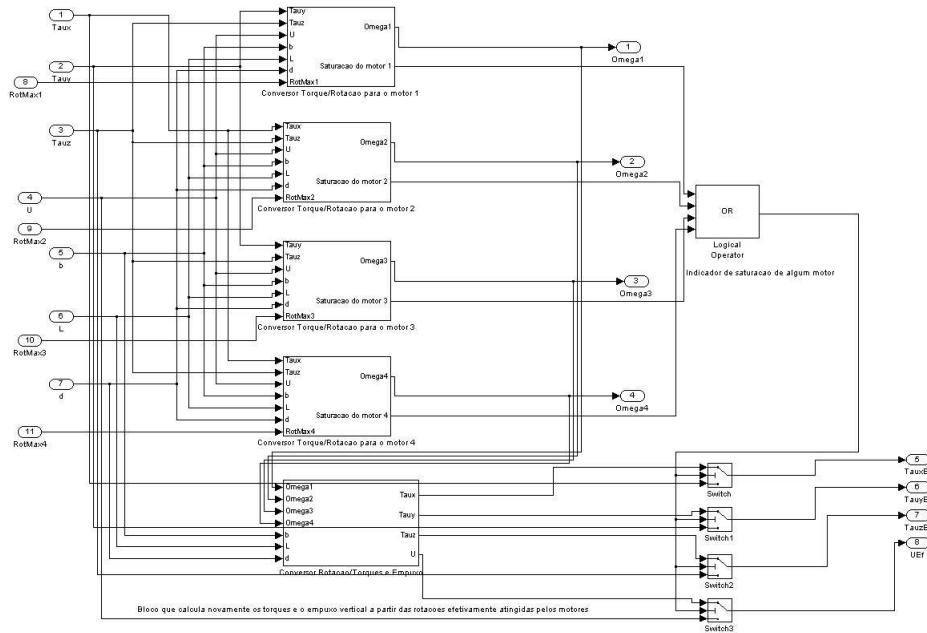 1
Taux
2
Tauy
8
RotMax1
3
Tauz
4
U
9
RotMax2
5
b
6
L
10
RotMax3
7
d
11
RotMax4
Tauy
Tauz
U
b
L
d
RotMax1
Omega1
Saturacao do motor 1
Conversor Torque/Rotacao para o motor 1
Taux
Tauz
U
b
L
d
RotMax2
Omega2
Saturacao do motor 2
Conversor Torque/Rotacao para o motor 2
Tauy
Tauz
U
b
L
d
RotMax3
Omega3
Saturacao do motor 3
Conversor Torque/Rotacao para o motor 3
Taux
Tauz
U
b
L
d
RotMax4
Omega4
Saturacao do motor 4
Conversor Torque/Rotacao para o motor 4
Omega1
Omega2
Omega3
Omega4
b
L
d
Taux
Tauy
Tauz
U
Conversor Rotacao/Torques e Empuxo
Bloco que calcula novamente os torques e o empuxo vertical a partir das rotacoes efetivamente atingidas pelos motores
1
Omega1
2
Omega2
3
Omega3
4
Omega4
OR
Logical
Operator
Indicador de saturacao de algum motor
Switch
Switch1
Switch2
Switch3
5
TauxE
6
TauyE
7
TauzE
8
UEf